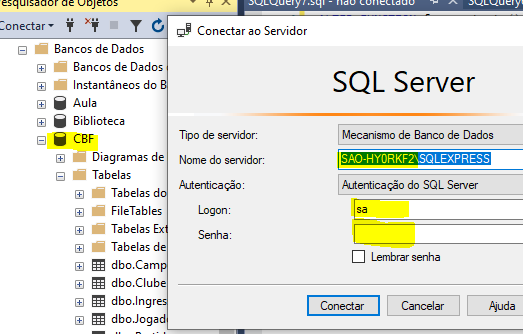 esquisador de Objetos
Conectar
Bancos de Dados
Bancos de Dados
Instantâneos do B
Aula
Biblioteca
CBF
Diagramas de
Tabelas
Tabelas do
FileTables
Tabelas Ext
Tabelas de
dbo.Camp
dbo.Clube
dbo.Ingres
dbo.Jogad
SQLQuery7.sql - não conectado
SQLQuery
Conectar ao Servidor
SQL Server
Tipo de servidor: Mecanismo de Banco de Dados
Nome do servidor: SAO-HY0RKF2\SQLEXPRESS
Autenticação: Autenticação do SQL Server
Logon: sa
Senha:
Lembrar senha
Conectar Cancelar Ajuda